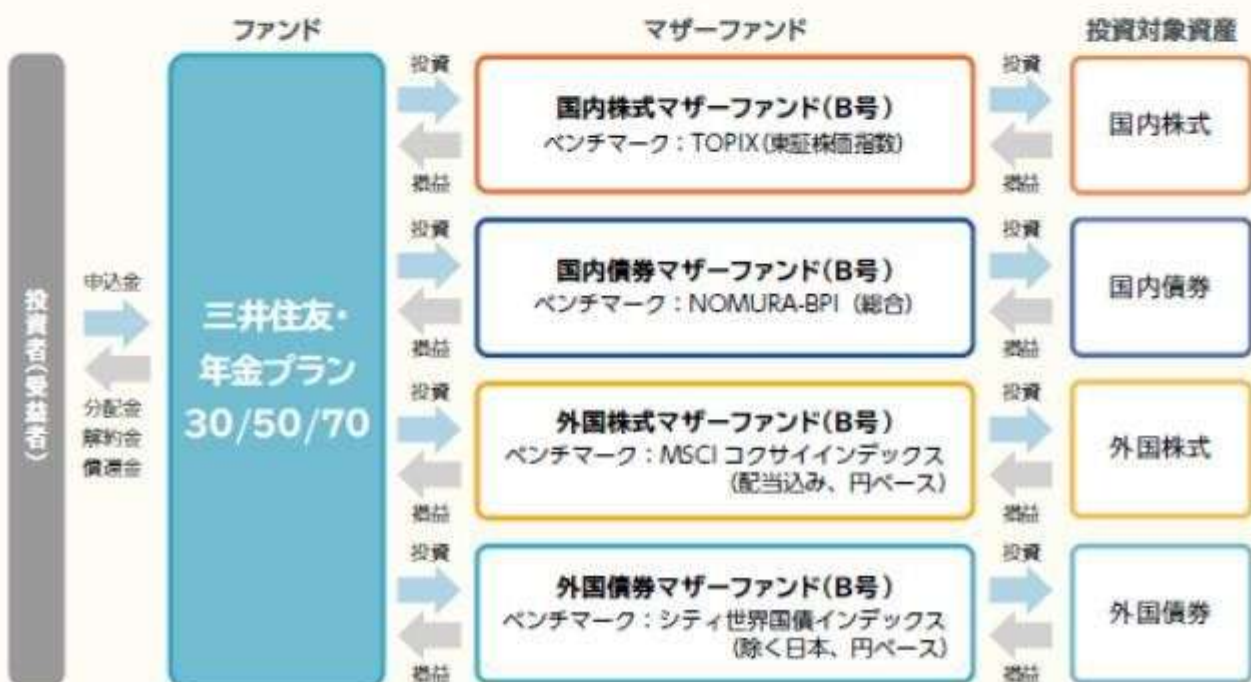 ファンド
マザーファンド
投資対象資産
投資者(受益者)
申込金
分配金
解約金
償還金
三井住友・
年金プラン
30/50/70
投資
損益
国内株式マザーファンド(B号)
ベンチマーク:TOPIX(東証株価指数)
投資
損益
国内株式
投資
損益
国内債券マザーファンド(B号)
ベンチマーク:NOMURA-BPI (総合)
投資
損益
国内債券
投資
損益
外国株式マザーファンド(B号)
ベンチマーク:MSCI コクサイインデックス
(配当込み、円ベース)
投資
損益
外国株式
投資
損益
外国債券マザーファンド(B号)
ベンチマーク:シティ世界国債インデックス
(除く日本、円ベース)
投資
損益
外国債券